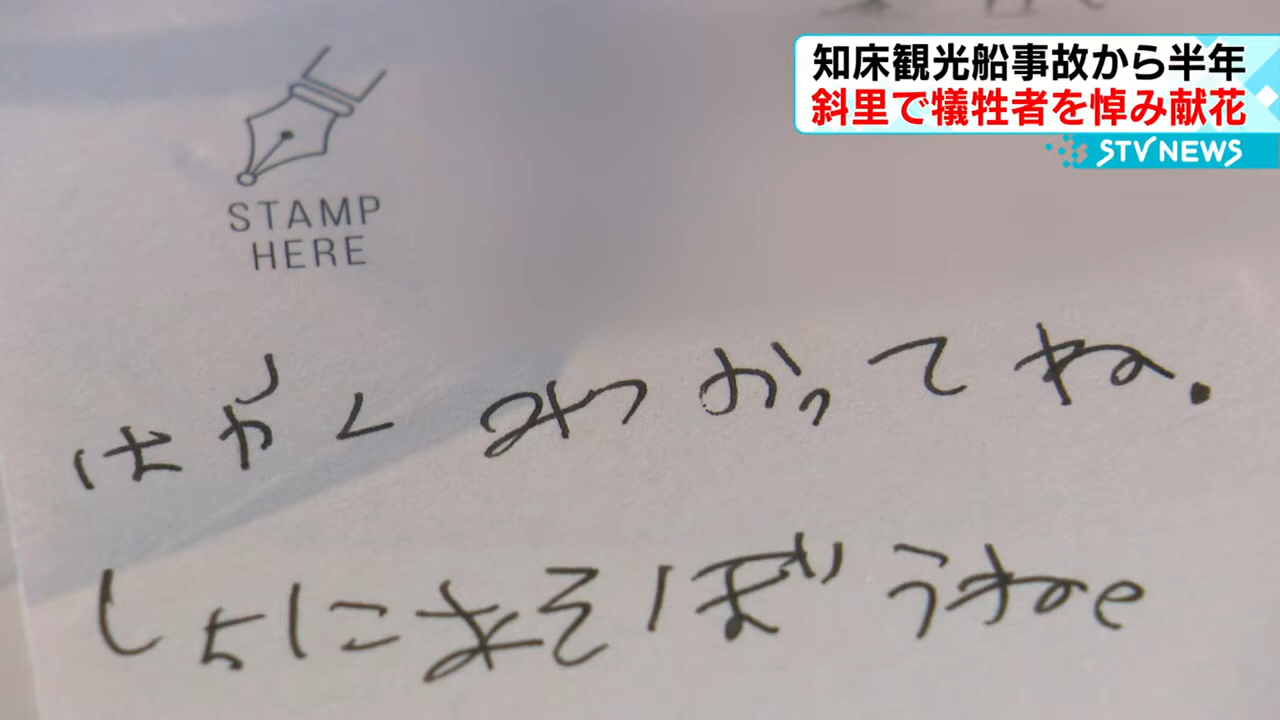 知床観光船事故から半年
斜里で犠牲者を悼み献花
STV NEWS
STAMP
HERE
はやくみつかってね.
しょにあそぼうね。